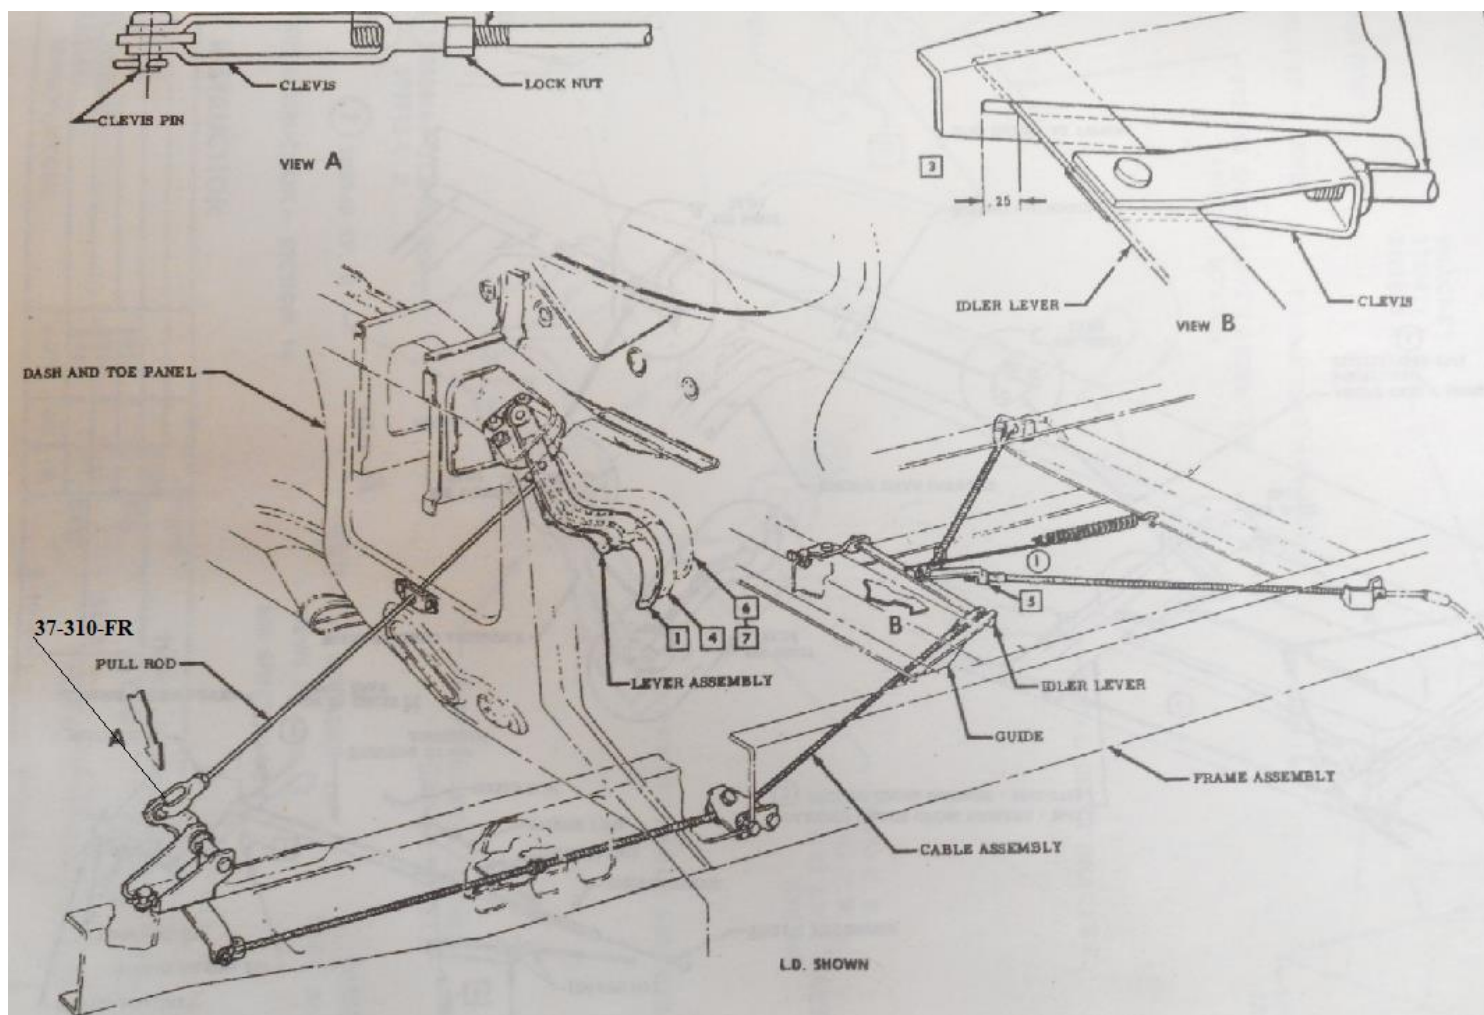 CLEVIS
LOCK NUT
CLEVIS PIN
VIEW A
3
.25
IDLER LEVER
CLEVIS
VIEW B
DASH AND TOE PANEL
37-310-FR
PULL ROD
A
6
1
4
7
LEVER ASSEMBLY
B
1
5
IDLER LEVER
GUIDE
FRAME ASSEMBLY
CABLE ASSEMBLY
L.D. SHOWN